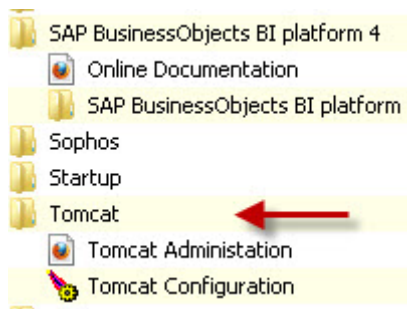 SAP BusinessObjects BI platform 4
Online Documentation
SAP BusinessObjects BI platform
Sophos
Startup
Tomcat
Tomcat Administation
Tomcat Configuration